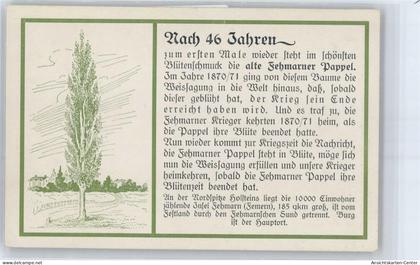 Nach 46 Jahren
zum ersten Male wieder steht im schönsten
Blütenschmucke die alte Fehmarner Pappel.
Im Jahre 1870/71 ging von diesem Baume die
Weissagung in die Welt hinaus, daß, sobald
dieser geblüht hat, der Krieg sein Ende
erreicht haben wird. Und es traf zu, die
Fehmarner Krieger kehrten 1870/71 heim, als
die Pappel ihre Blüte beendet hatte.
Nun wieder kommt zur Kriegszeit die Nachricht,
die Fehmarner Pappel steht in Blüte, möge sich
nun die Weissagung erfüllen und unsere Krieger
heimkehren, sobald die Fehmarner Pappel ihre
Blütezeit beendet hat.
An der Nordspitze Holsteins liegt die 10000 Einwohner
zählende Insel Fehmarn (Femern), 185 qkm groß, ist vom
Festland durch den Fehmarnschen Sund getrennt. Burg
ist der Hauptort.
Ansichtskarten-Center